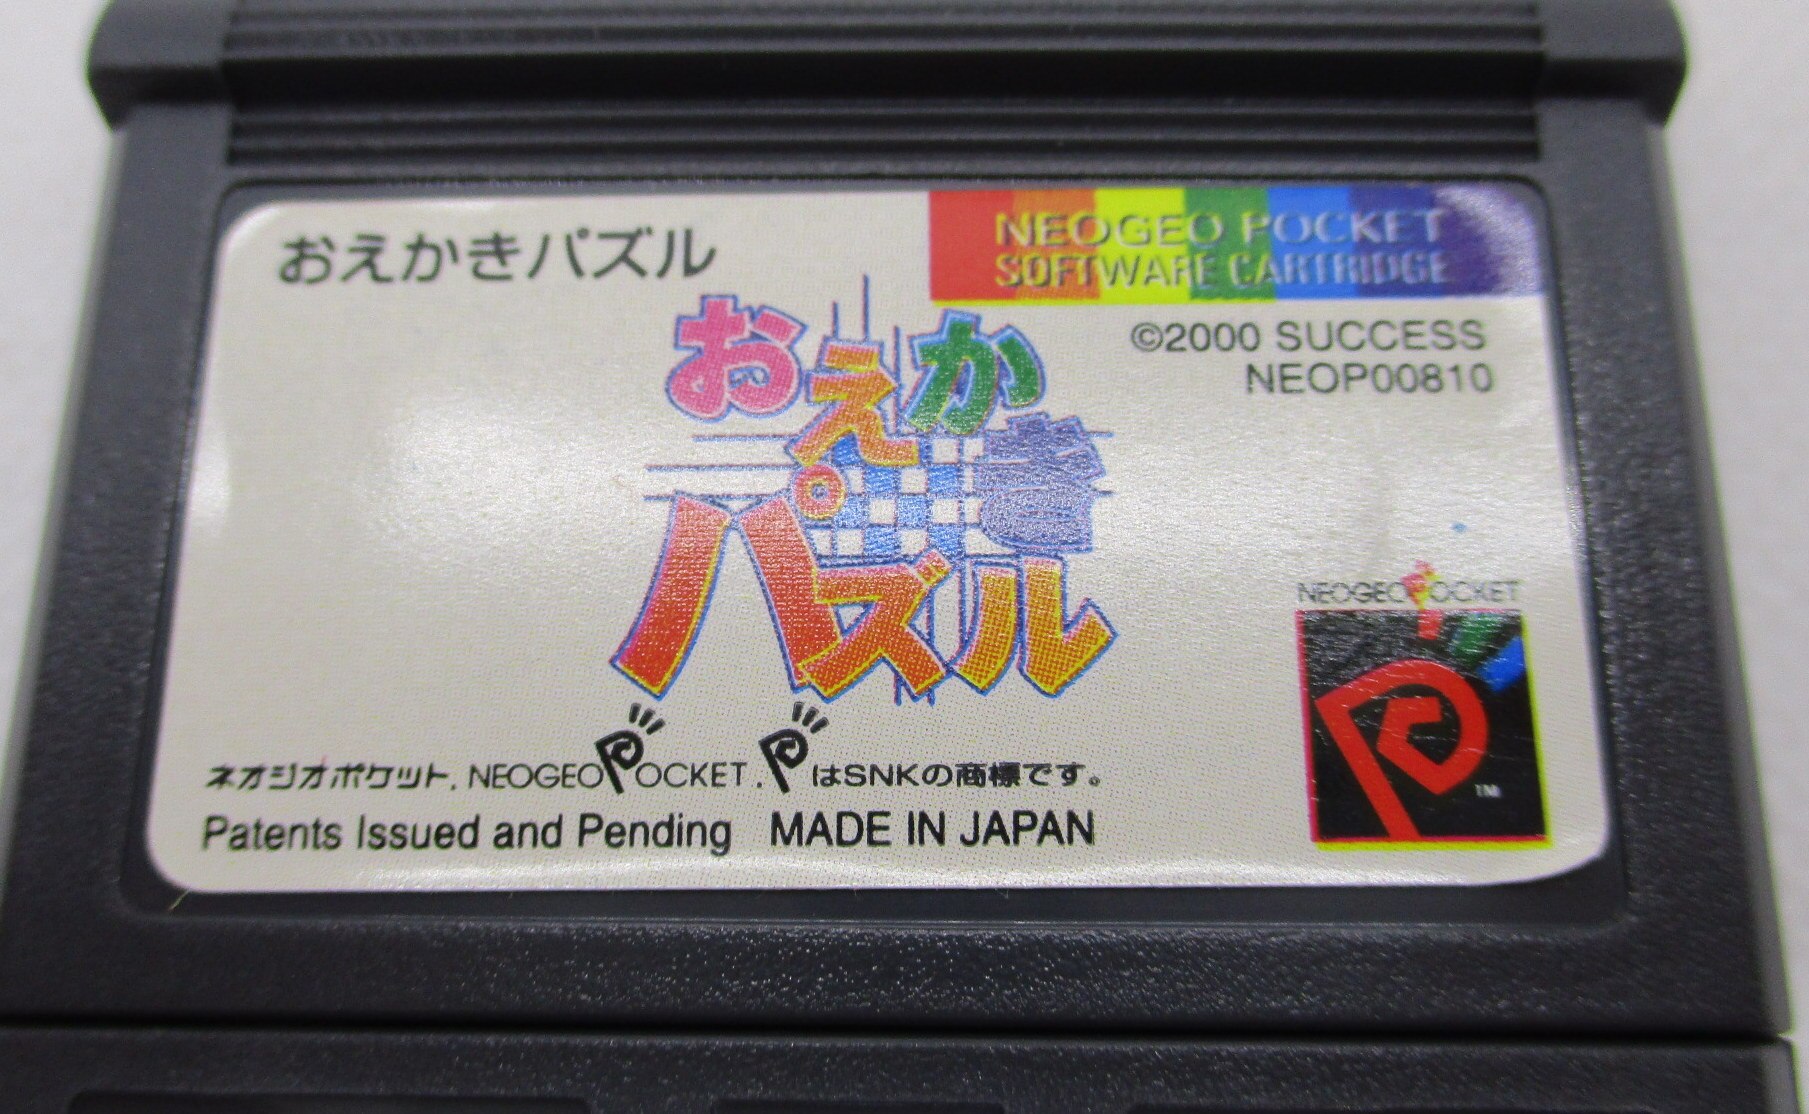 おえかきパズル
NEOGEO POCKET
SOFTWARE CARTRIDGE
©2000 SUCCESS
NEOP00810
おえかき
パズル
NEOGEO POCKET
TM
ネオジオポケット, NEOGEO POCKET, P はSNKの商標です。
Patents Issued and Pending MADE IN JAPAN